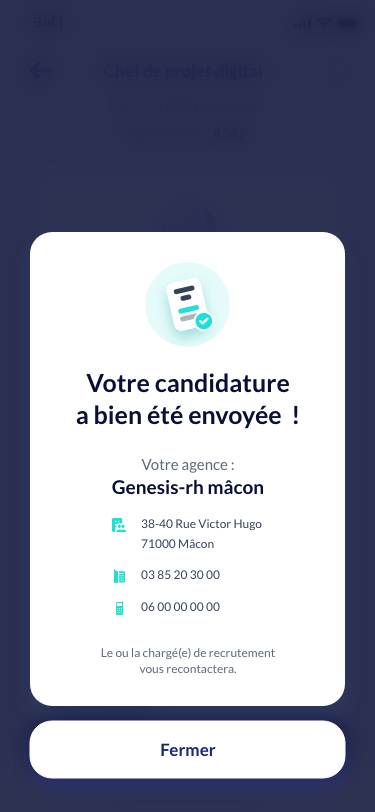 9:41
Chef de projet digital
Votre candidature
a bien été envoyée !
Votre agence :
Genesis-rh mâcon
38-40 Rue Victor Hugo
71000 Mâcon
03 85 20 30 00
06 00 00 00 00
Le ou la chargé(e) de recrutement
vous recontactera.
Fermer